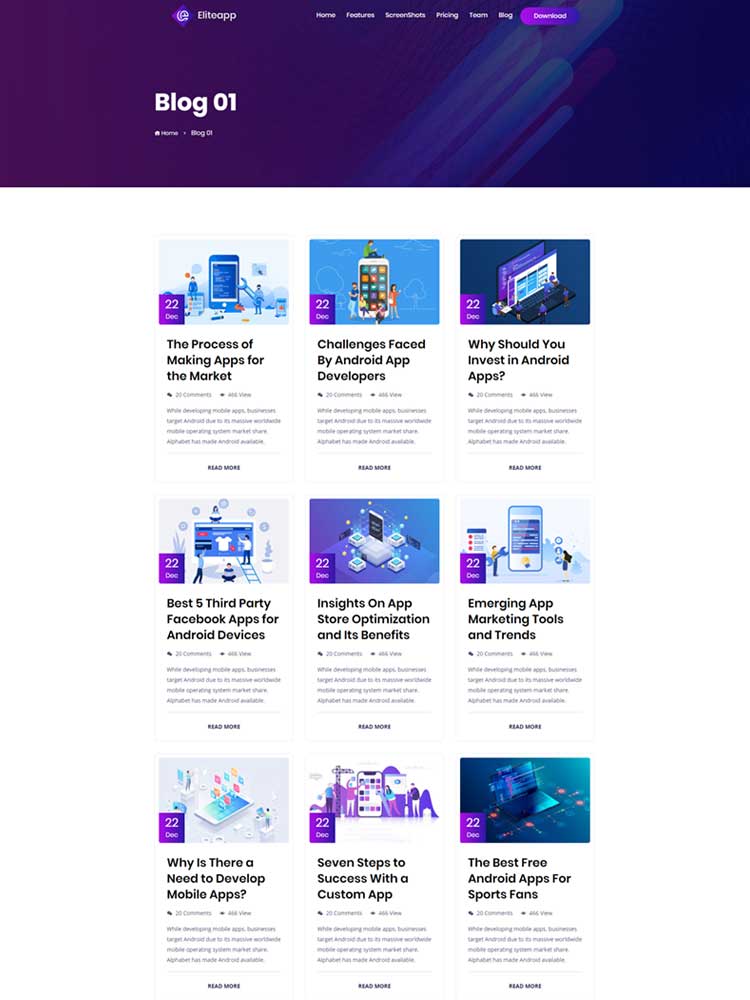 Eliteapp
Home Features ScreenShots Pricing Team Blog Download
Blog 01
Home > Blog 01
22
Dec
The Process of
Making Apps for
the Market
20 Comments 466 View
While developing mobile apps, businesses
target Android due to its massive worldwide
mobile operating system market share.
Alphabet has made Android available.
READ MORE
22
Dec
Challenges Faced
By Android App
Developers
20 Comments 466 View
While developing mobile apps, businesses
target Android due to its massive worldwide
mobile operating system market share.
Alphabet has made Android available.
READ MORE
22
Dec
Why Should You
Invest in Android
Apps?
20 Comments 466 View
While developing mobile apps, businesses
target Android due to its massive worldwide
mobile operating system market share.
Alphabet has made Android available.
READ MORE
22
Dec
Best 5 Third Party
Facebook Apps for
Android Devices
20 Comments 466 View
While developing mobile apps, businesses
target Android due to its massive worldwide
mobile operating system market share.
Alphabet has made Android available.
READ MORE
22
Dec
Insights On App
Store Optimization
and Its Benefits
20 Comments 466 View
While developing mobile apps, businesses
target Android due to its massive worldwide
mobile operating system market share.
Alphabet has made Android available.
READ MORE
22
Dec
Emerging App
Marketing Tools
and Trends
20 Comments 466 View
While developing mobile apps, businesses
target Android due to its massive worldwide
mobile operating system market share.
Alphabet has made Android available.
READ MORE
22
Dec
Why Is There a
Need to Develop
Mobile Apps?
20 Comments 466 View
While developing mobile apps, businesses
target Android due to its massive worldwide
mobile operating system market share.
Alphabet has made Android available.
READ MORE
22
Dec
Seven Steps to
Success With a
Custom App
20 Comments 466 View
While developing mobile apps, businesses
target Android due to its massive worldwide
mobile operating system market share.
Alphabet has made Android available.
READ MORE
22
Dec
The Best Free
Android Apps For
Sports Fans
20 Comments 466 View
While developing mobile apps, businesses
target Android due to its massive worldwide
mobile operating system market share.
Alphabet has made Android available.
READ MORE